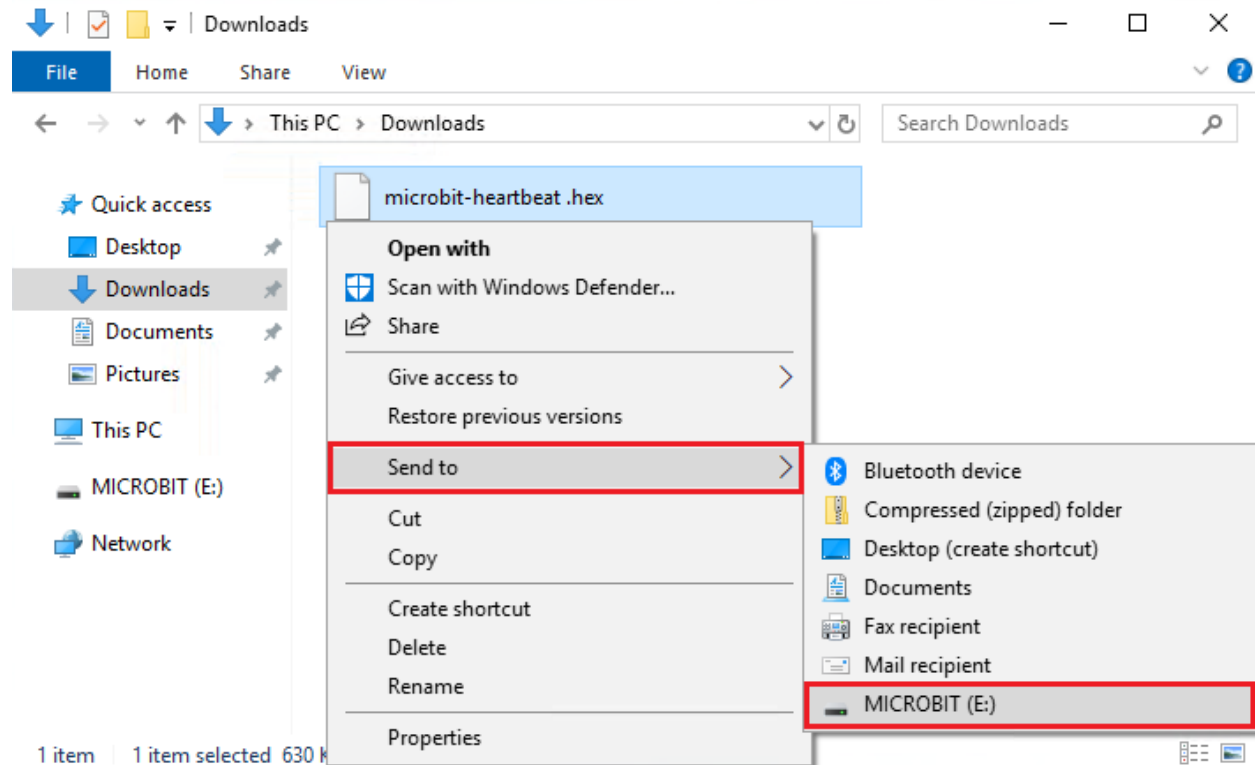 Downloads
File Home Share View
This PC > Downloads
Search Downloads
Quick access
Desktop
Downloads
Documents
Pictures
This PC
MICROBIT (E:)
Network
microbit-heartbeat .hex
Open with
Scan with Windows Defender...
Share
Give access to
Restore previous versions
Send to
Cut
Copy
Create shortcut
Delete
Rename
Properties
Bluetooth device
Compressed (zipped) folder
Desktop (create shortcut)
Documents
Fax recipient
Mail recipient
MICROBIT (E:)
1 item 1 item selected 630